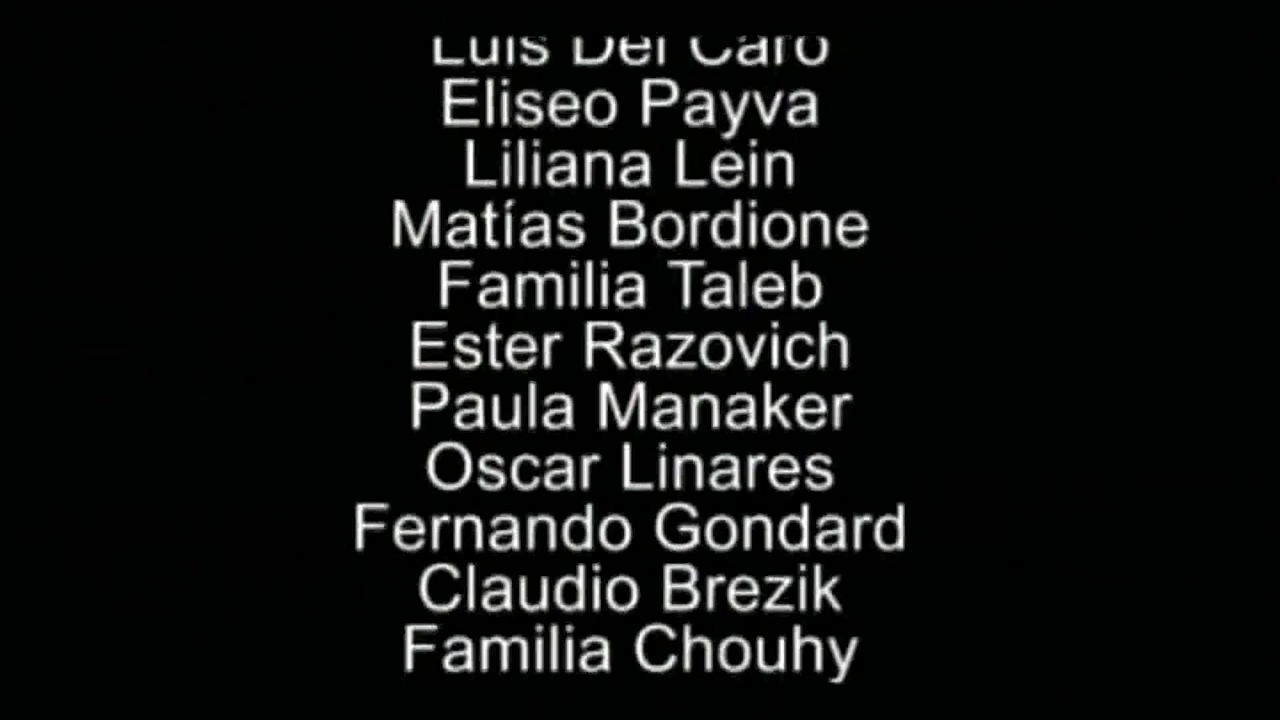 Luis Del Caro
Eliseo Payva
Liliana Lein
Matías Bordione
Familia Taleb
Ester Razovich
Paula Manaker
Oscar Linares
Fernando Gondard
Claudio Brezik
Familia Chouhy